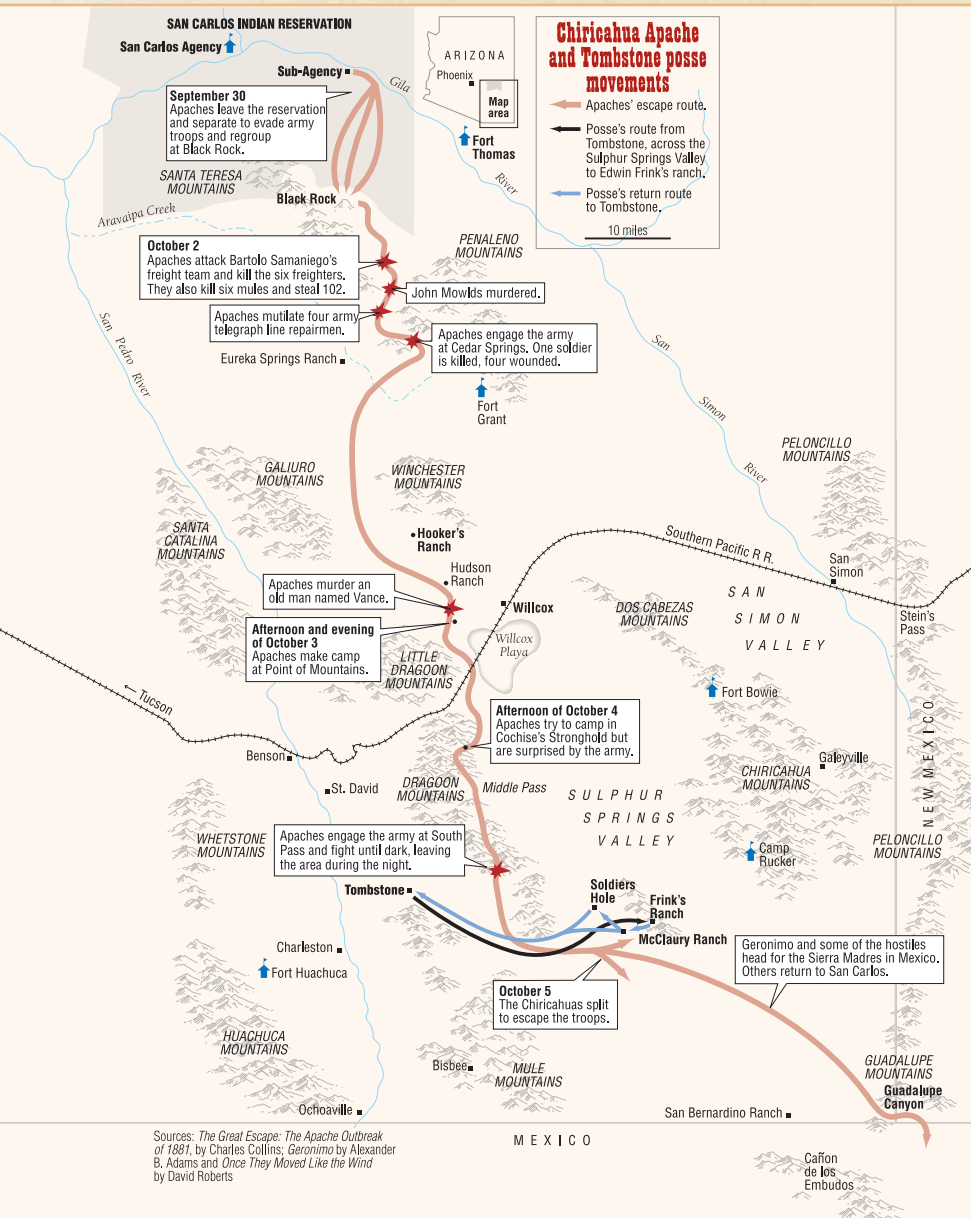 SAN CARLOS INDIAN RESERVATION
San Carlos Agency
Sub-Agency
Gila
September 30
Apaches leave the reservation
and separate to evade army
troops and regroup
at Black Rock.
SANTA TERESA
MOUNTAINS
Black Rock
Aravaipa Creek
ARIZONA
Phoenix
Map
area
Fort
Thomas
River
Chiricahua Apache
and Tombstone posse
movements
Apaches' escape route.
Posse's route from
Tombstone, across the
Sulphur Springs Valley
to Edwin Frink's ranch.
Posse's return route
to Tombstone.
10 miles
PENALENO
MOUNTAINS
October 2
Apaches attack Bartolo Samaniego's
freight team and kill the six freighters.
They also kill six mules and steal 102.
John Mowlds murdered.
Apaches mutilate four army
telegraph line repairmen.
Apaches engage the army
at Cedar Springs. One soldier
is killed, four wounded.
Eureka Springs Ranch
Fort
Grant
San Pedro River
San
Simon
River
PELONCILLO
MOUNTAINS
GALIURO
MOUNTAINS
WINCHESTER
MOUNTAINS
SANTA
CATALINA
MOUNTAINS
Hooker's
Ranch
Southern Pacific R R.
Hudson
Ranch
San
Simon
Apaches murder an
old man named Vance.
Willcox
DOS CABEZAS
MOUNTAINS
SAN
SIMON
VALLEY
Stein's
Pass
Afternoon and evening
of October 3
Apaches make camp
at Point of Mountains.
Willcox
Playa
LITTLE
DRAGOON
MOUNTAINS
← Tucson
Fort Bowie
Afternoon of October 4
Apaches try to camp in
Cochise's Stronghold but
are surprised by the army.
NEW MEXICO
Benson
St. David
DRAGOON
MOUNTAINS
Middle Pass
SULPHUR
SPRINGS
VALLEY
CHIRICAHUA
MOUNTAINS
Galeyville
WHETSTONE
MOUNTAINS
Apaches engage the army at South
Pass and fight until dark, leaving
the area during the night.
Camp
Rucker
PELONCILLO
MOUNTAINS
Tombstone
Soldiers
Hole
Frink's
Ranch
McClaury Ranch
Charleston
Fort Huachuca
Geronimo and some of the hostiles
head for the Sierra Madres in Mexico.
Others return to San Carlos.
October 5
The Chiricahuas split
to escape the troops.
HUACHUCA
MOUNTAINS
Bisbee
MULE
MOUNTAINS
GUADALUPE
MOUNTAINS
Guadalupe
Canyon
Ochoaville
San Bernardino Ranch
MEXICO
Sources: The Great Escape: The Apache Outbreak
of 1881, by Charles Collins; Geronimo by Alexander
B. Adams and Once They Moved Like the Wind
by David Roberts
Cañon
de los
Embudos